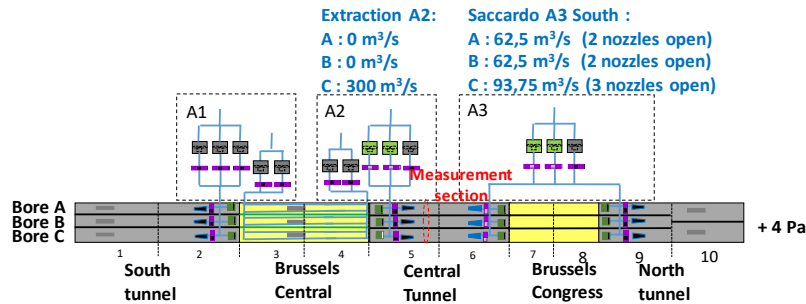 Extraction A2:
A : 0 m³/s
B : 0 m³/s
C : 300 m³/s
Saccardo A3 South :
A : 62,5 m³/s (2 nozzles open)
B : 62,5 m³/s (2 nozzles open)
C : 93,75 m³/s (3 nozzles open)
A1
A2
A3
Measurement
section
Bore A
Bore B
Bore C
+ 4 Pa
1
2
3
4
5
6
7
8
9
10
South
tunnel
Brussels
Central
Central
Tunnel
Brussels
Congress
North
tunnel